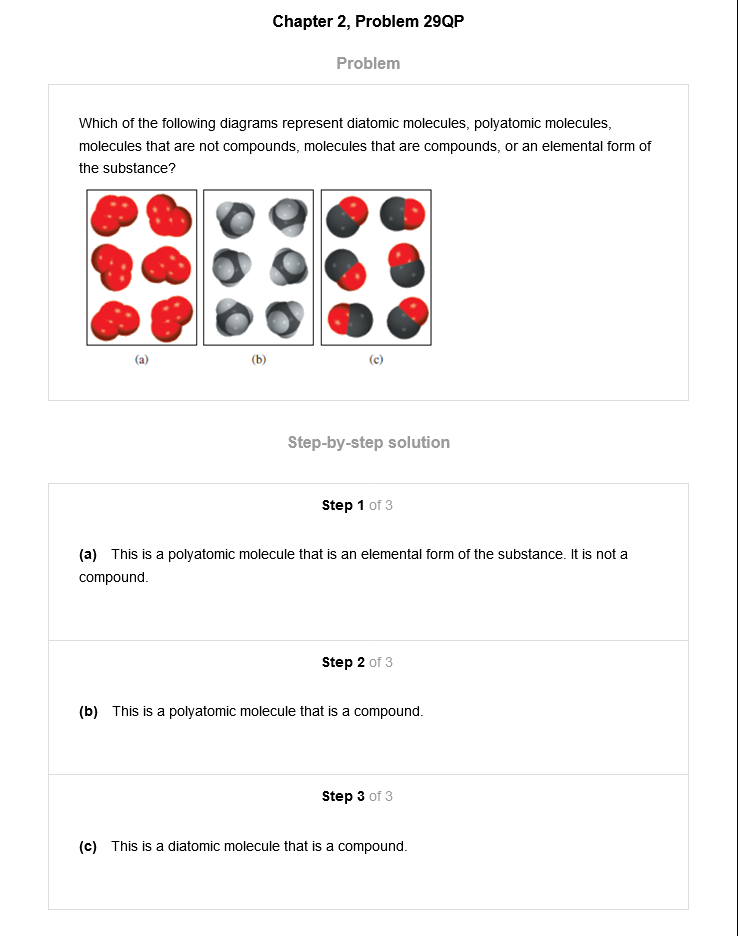 Chapter 2, Problem 29QP
Problem
Which of the following diagrams represent diatomic molecules, polyatomic molecules,
molecules that are not compounds, molecules that are compounds, or an elemental form of
the substance?
(a) (b) (c)
Step-by-step solution
Step 1 of 3
(a) This is a polyatomic molecule that is an elemental form of the substance. It is not a
compound.
Step 2 of 3
(b) This is a polyatomic molecule that is a compound.
Step 3 of 3
(c) This is a diatomic molecule that is a compound.